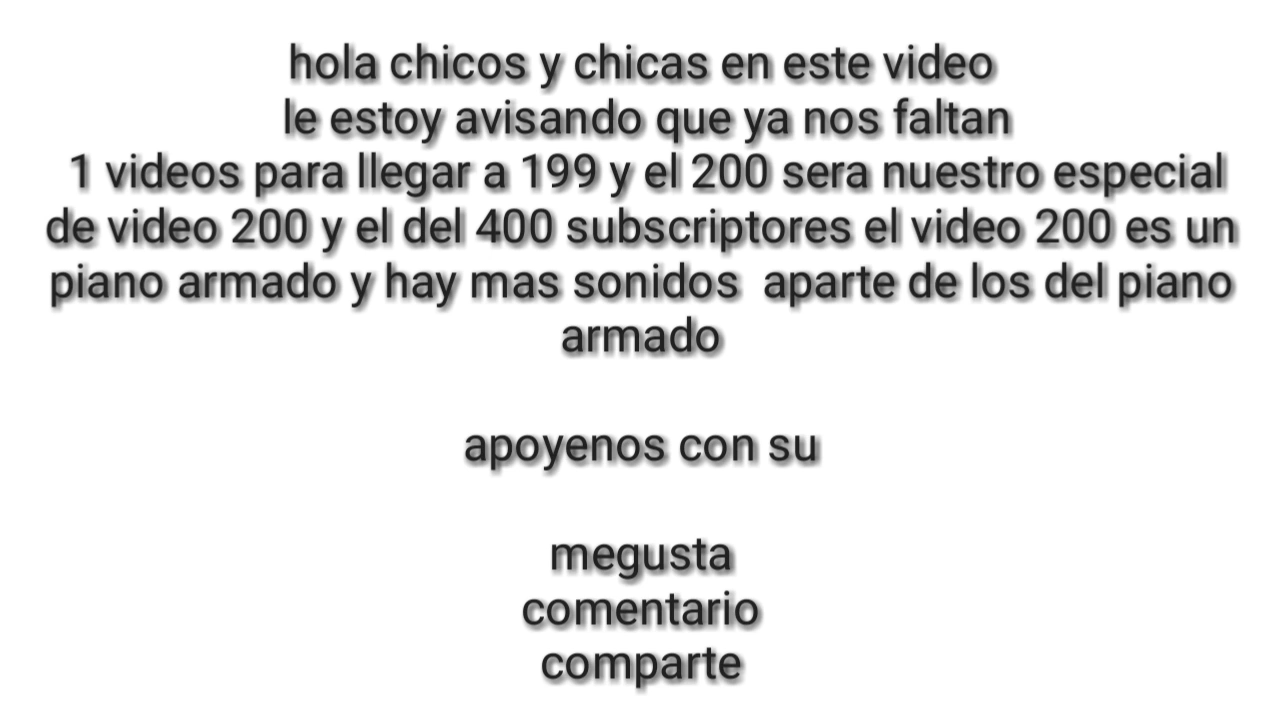 hola chicos y chicas en este video
le estoy avisando que ya nos faltan
1 videos para llegar a 199 y el 200 sera nuestro especial
de video 200 y el del 400 subscriptores el video 200 es un
piano armado y hay mas sonidos aparte de los del piano
armado
apoyenos con su
megusta
comentario
comparte